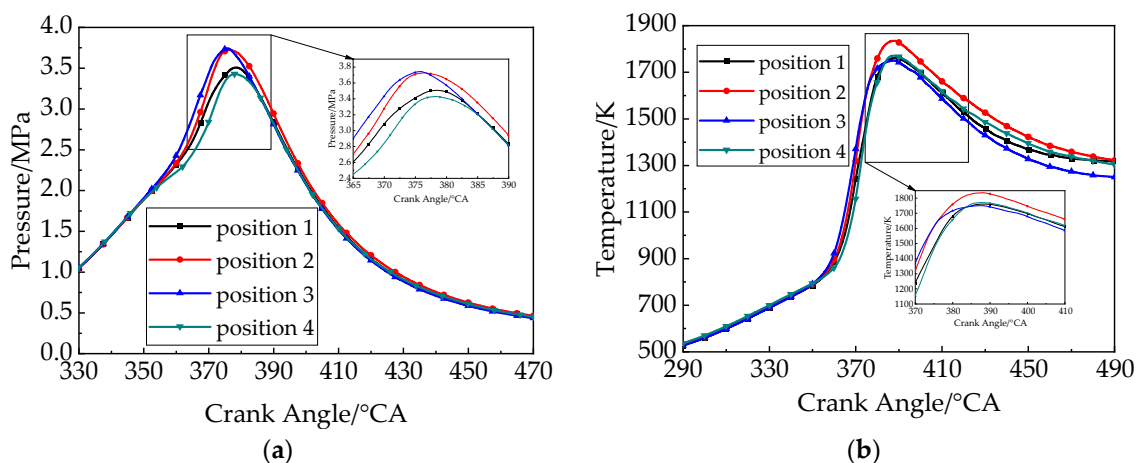 4.0
3.5
3.0
2.5
2.0
1.5
1.0
0.5
0.0
Pressure/MPa
330 350 370 390 410 430 450 470
Crank Angle/°CA
position 1
position 2
position 3
position 4
3.8
3.6
3.4
3.2
3.0
2.8
2.6
2.4
Pressure/MPa
365 370 375 380 385 390
Crank Angle/°CA
(a)
1900
1700
1500
1300
1100
900
700
500
Temperature/K
290 330 370 410 450 490
Crank Angle/°CA
position 1
position 2
position 3
position 4
1800
1700
1600
1500
1400
1300
1200
1100
Temperature/K
370 380 390 400 410
Crank Angle/°CA
(b)